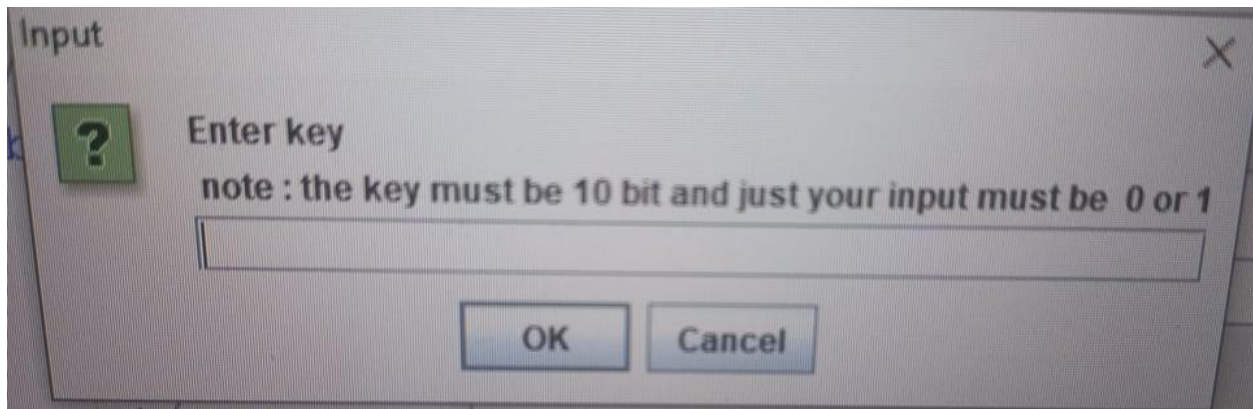 Input
Enter key
note : the key must be 10 bit and just your input must be 0 or 1
OK Cancel